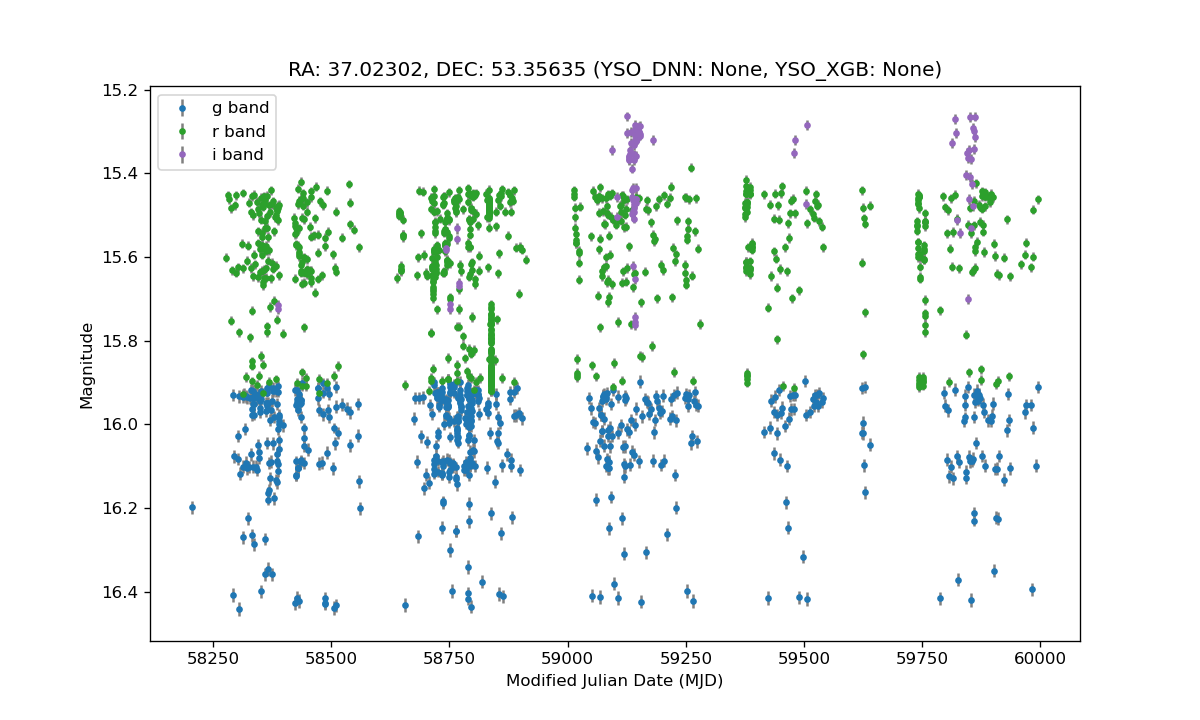 RA: 37.02302, DEC: 53.35635 (YSO_DNN: None, YSO_XGB: None)
g band
r band
i band
15.2
15.4
15.6
15.8
16.0
16.2
16.4
Magnitude
58250 58500 58750 59000 59250 59500 59750 60000
Modified Julian Date (MJD)